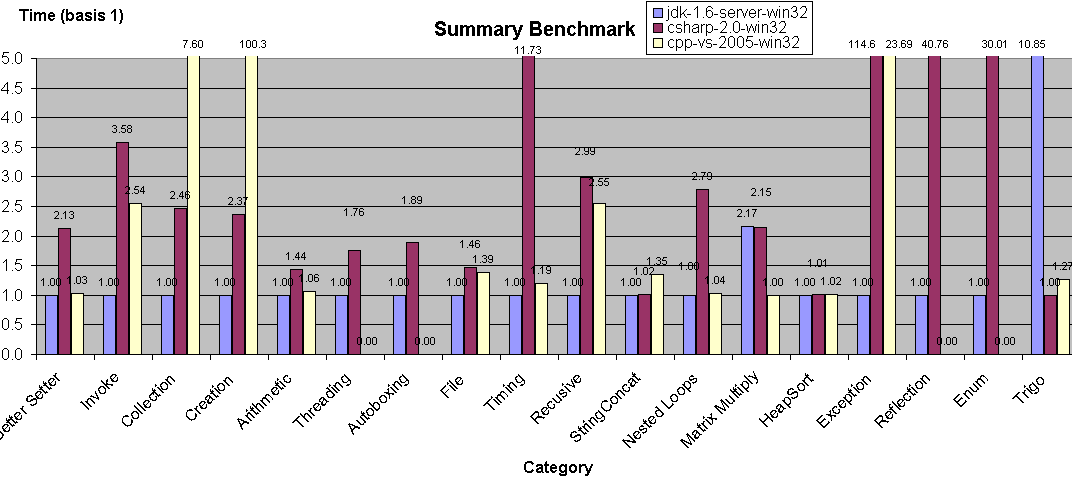 Time (basis 1)
Summary Benchmark
jdk-1.6-server-win32
csharp-2.0-win32
cpp-vs-2005-win32
7.60 100.3 11.73 114.6 23.69 40.76 30.01 10.85
5.0
4.5
4.0
3.5
3.0
2.5
2.0
1.5
1.0
0.5
0.0
1.00 2.13 1.03
1.00 3.58 2.54
1.00 2.46
1.00 2.37
1.00 1.44 1.06
1.00 1.76 0.00
1.00 1.89 0.00
1.00 1.46 1.39
1.00 1.19
1.00 2.99 2.55
1.00 1.02 1.35
1.00 2.79 1.04
2.17 2.15 1.00
1.00 1.01 1.02
1.00
1.00 0.00
1.00 0.00
1.00 1.27
etter Setter
Invoke
Collection
Creation
Arithmetic
Threading
Autoboxing
File
Timing
Recusive
StringConcat
Nested Loops
Matrix Multiply
HeapSort
Exception
Reflection
Enum
Trigo
Category